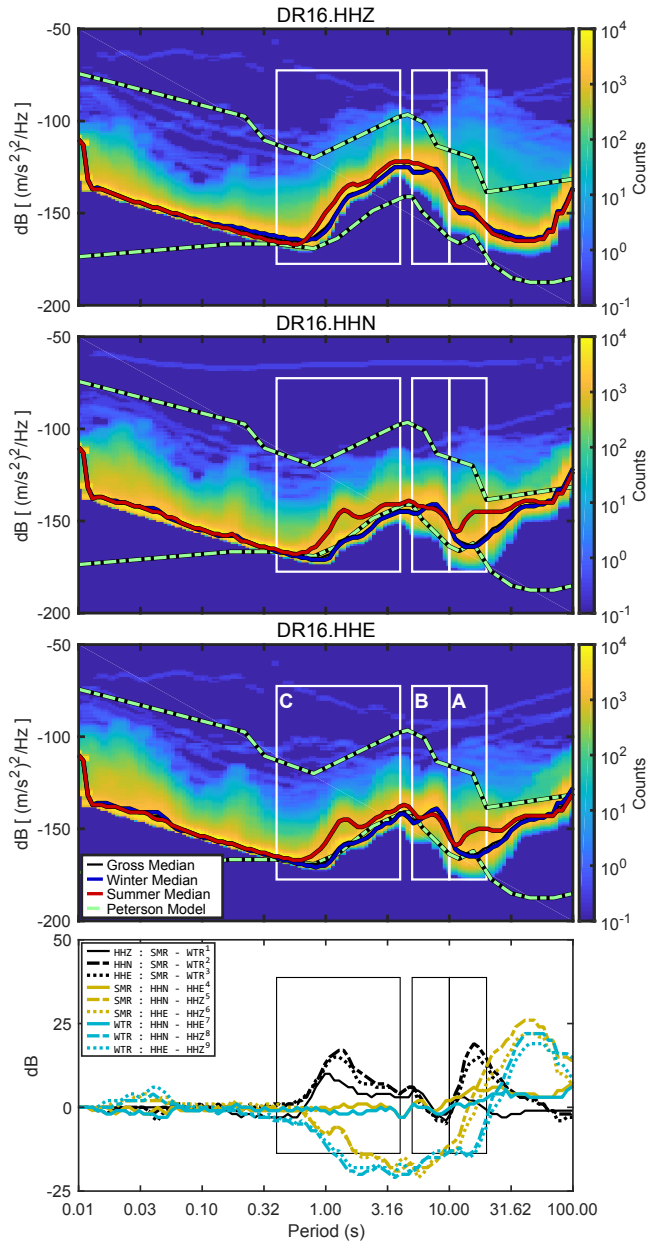 DR16.HHZ
-50
-100
-150
-200
dB [ (m/s²)²/Hz ]
10⁴
10³
10²
10¹
10⁰
10⁻¹
Counts
DR16.HHN
-50
-100
-150
-200
dB [ (m/s²)²/Hz ]
10⁴
10³
10²
10¹
10⁰
10⁻¹
Counts
DR16.HHE
-50
-100
-150
-200
dB [ (m/s²)²/Hz ]
C
B
A
Gross Median
Winter Median
Summer Median
Peterson Model
10⁴
10³
10²
10¹
10⁰
10⁻¹
Counts
50
25
0
-25
dB
HHZ : SMR - WTR¹
HHN : SMR - WTR²
HHE : SMR - WTR³
SMR : HHN - HHE⁴
SMR : HHN - HHZ⁵
SMR : HHE - HHZ⁶
WTR : HHN - HHE⁷
WTR : HHN - HHZ⁸
WTR : HHE - HHZ⁹
0.01 0.03 0.10 0.32 1.00 3.16 10.00 31.62 100.00
Period (s)